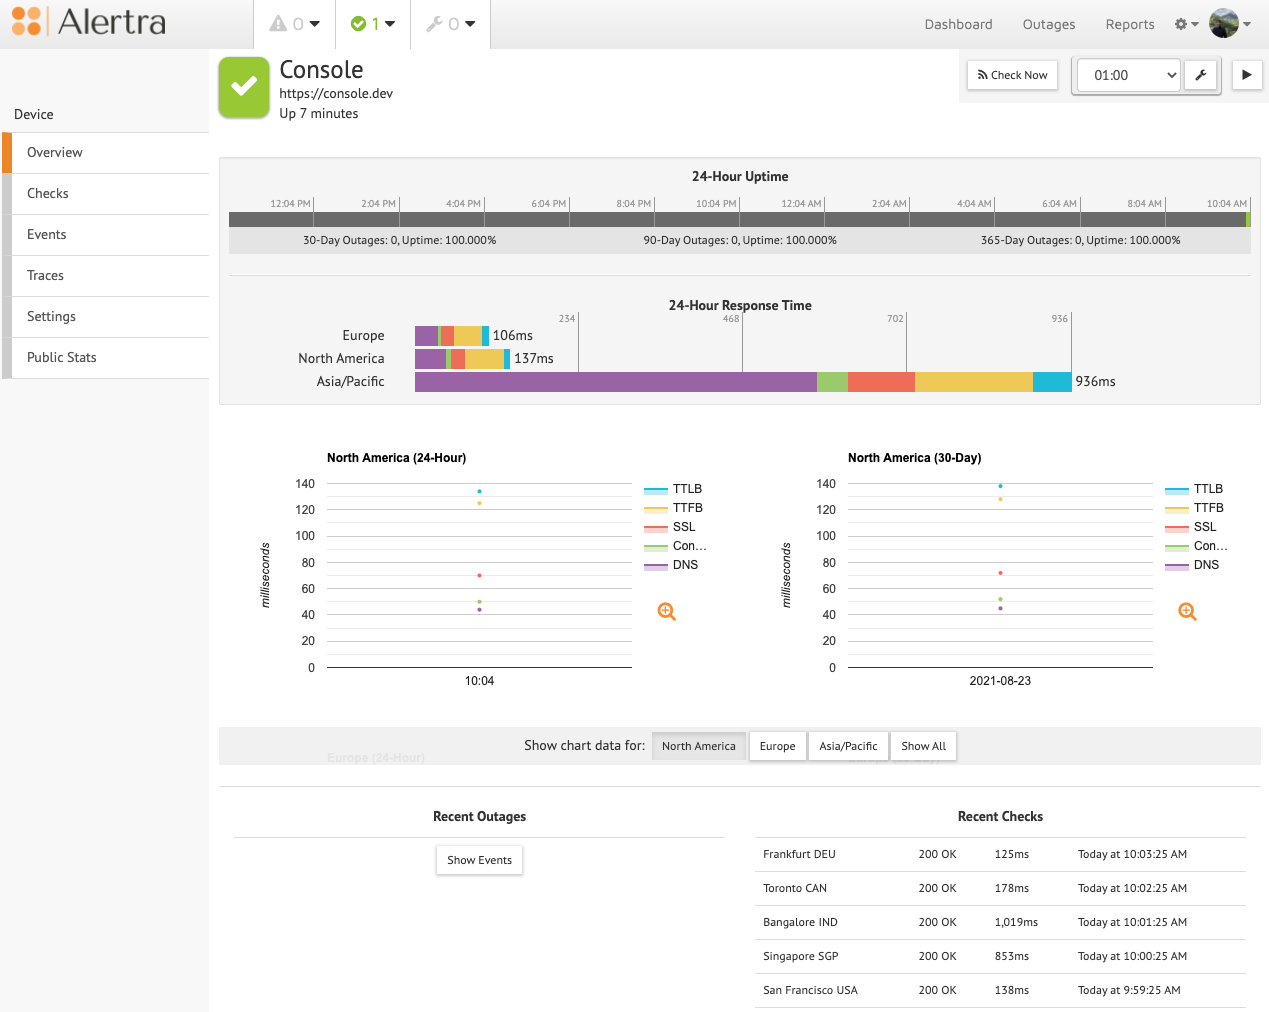 Alertra
0
1
0
Dashboard
Outages
Reports
Console
https://console.dev
Up 7 minutes
Check Now
01:00
Device
Overview
Checks
Events
Traces
Settings
Public Stats
24-Hour Uptime
12:04 PM 2:04 PM 4:04 PM 6:04 PM 8:04 PM 10:04 PM 12:04 AM 2:04 AM 4:04 AM 6:04 AM 8:04 AM 10:04 AM
30-Day Outages: 0, Uptime: 100.000% 90-Day Outages: 0, Uptime: 100.000% 365-Day Outages: 0, Uptime: 100.000%
24-Hour Response Time
234 468 702 936
Europe 106ms
North America 137ms
Asia/Pacific 936ms
North America (24-Hour)
140
120
100
80
60
40
20
0
milliseconds
10:04
TTLB
TTFB
SSL
Con...
DNS
North America (30-Day)
140
120
100
80
60
40
20
0
milliseconds
2021-08-23
TTLB
TTFB
SSL
Con...
DNS
Show chart data for: North America Europe Asia/Pacific Show All
Europe (24-Hour)
Recent Outages
Show Events
Recent Checks
Frankfurt DEU 200 OK 125ms Today at 10:03:25 AM
Toronto CAN 200 OK 178ms Today at 10:02:25 AM
Bangalore IND 200 OK 1,019ms Today at 10:01:25 AM
Singapore SGP 200 OK 853ms Today at 10:00:25 AM
San Francisco USA 200 OK 138ms Today at 9:59:25 AM